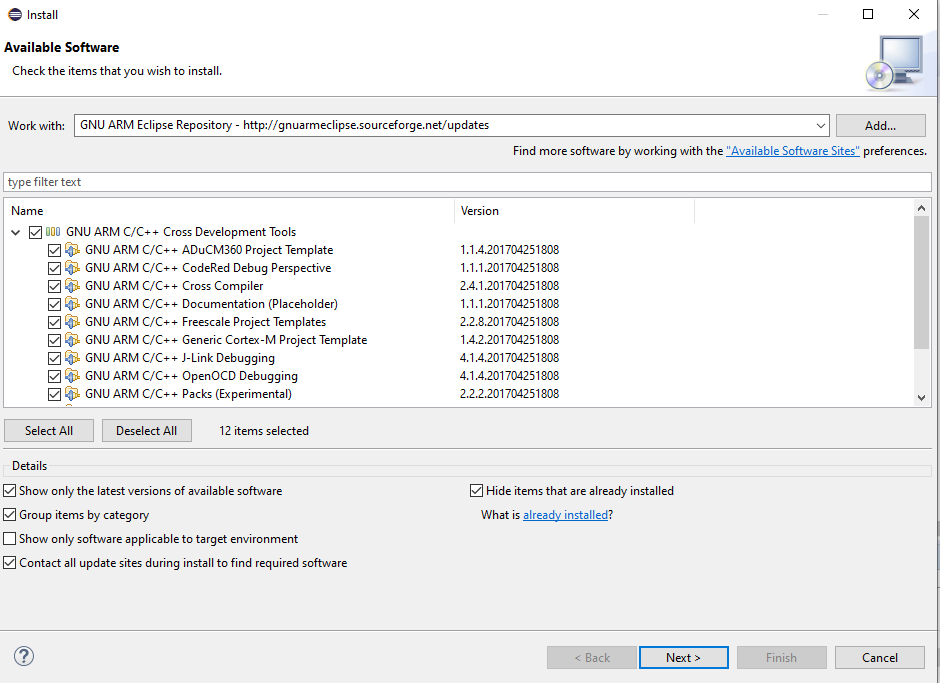 Install
Available Software
Check the items that you wish to install.
Work with: GNU ARM Eclipse Repository - http://gnuarmeclipse.sourceforge.net/updates Add...
Find more software by working with the "Available Software Sites" preferences.
type filter text
Name Version
GNU ARM C/C++ Cross Development Tools
GNU ARM C/C++ ADuCM360 Project Template 1.1.4.201704251808
GNU ARM C/C++ CodeRed Debug Perspective 1.1.1.201704251808
GNU ARM C/C++ Cross Compiler 2.4.1.201704251808
GNU ARM C/C++ Documentation (Placeholder) 1.1.1.201704251808
GNU ARM C/C++ Freescale Project Templates 2.2.8.201704251808
GNU ARM C/C++ Generic Cortex-M Project Template 1.4.2.201704251808
GNU ARM C/C++ J-Link Debugging 4.1.4.201704251808
GNU ARM C/C++ OpenOCD Debugging 4.1.4.201704251808
GNU ARM C/C++ Packs (Experimental) 2.2.2.201704251808
Select All Deselect All 12 items selected
Details
Show only the latest versions of available software Hide items that are already installed
Group items by category What is already installed?
Show only software applicable to target environment
Contact all update sites during install to find required software
? < Back Next > Finish Cancel